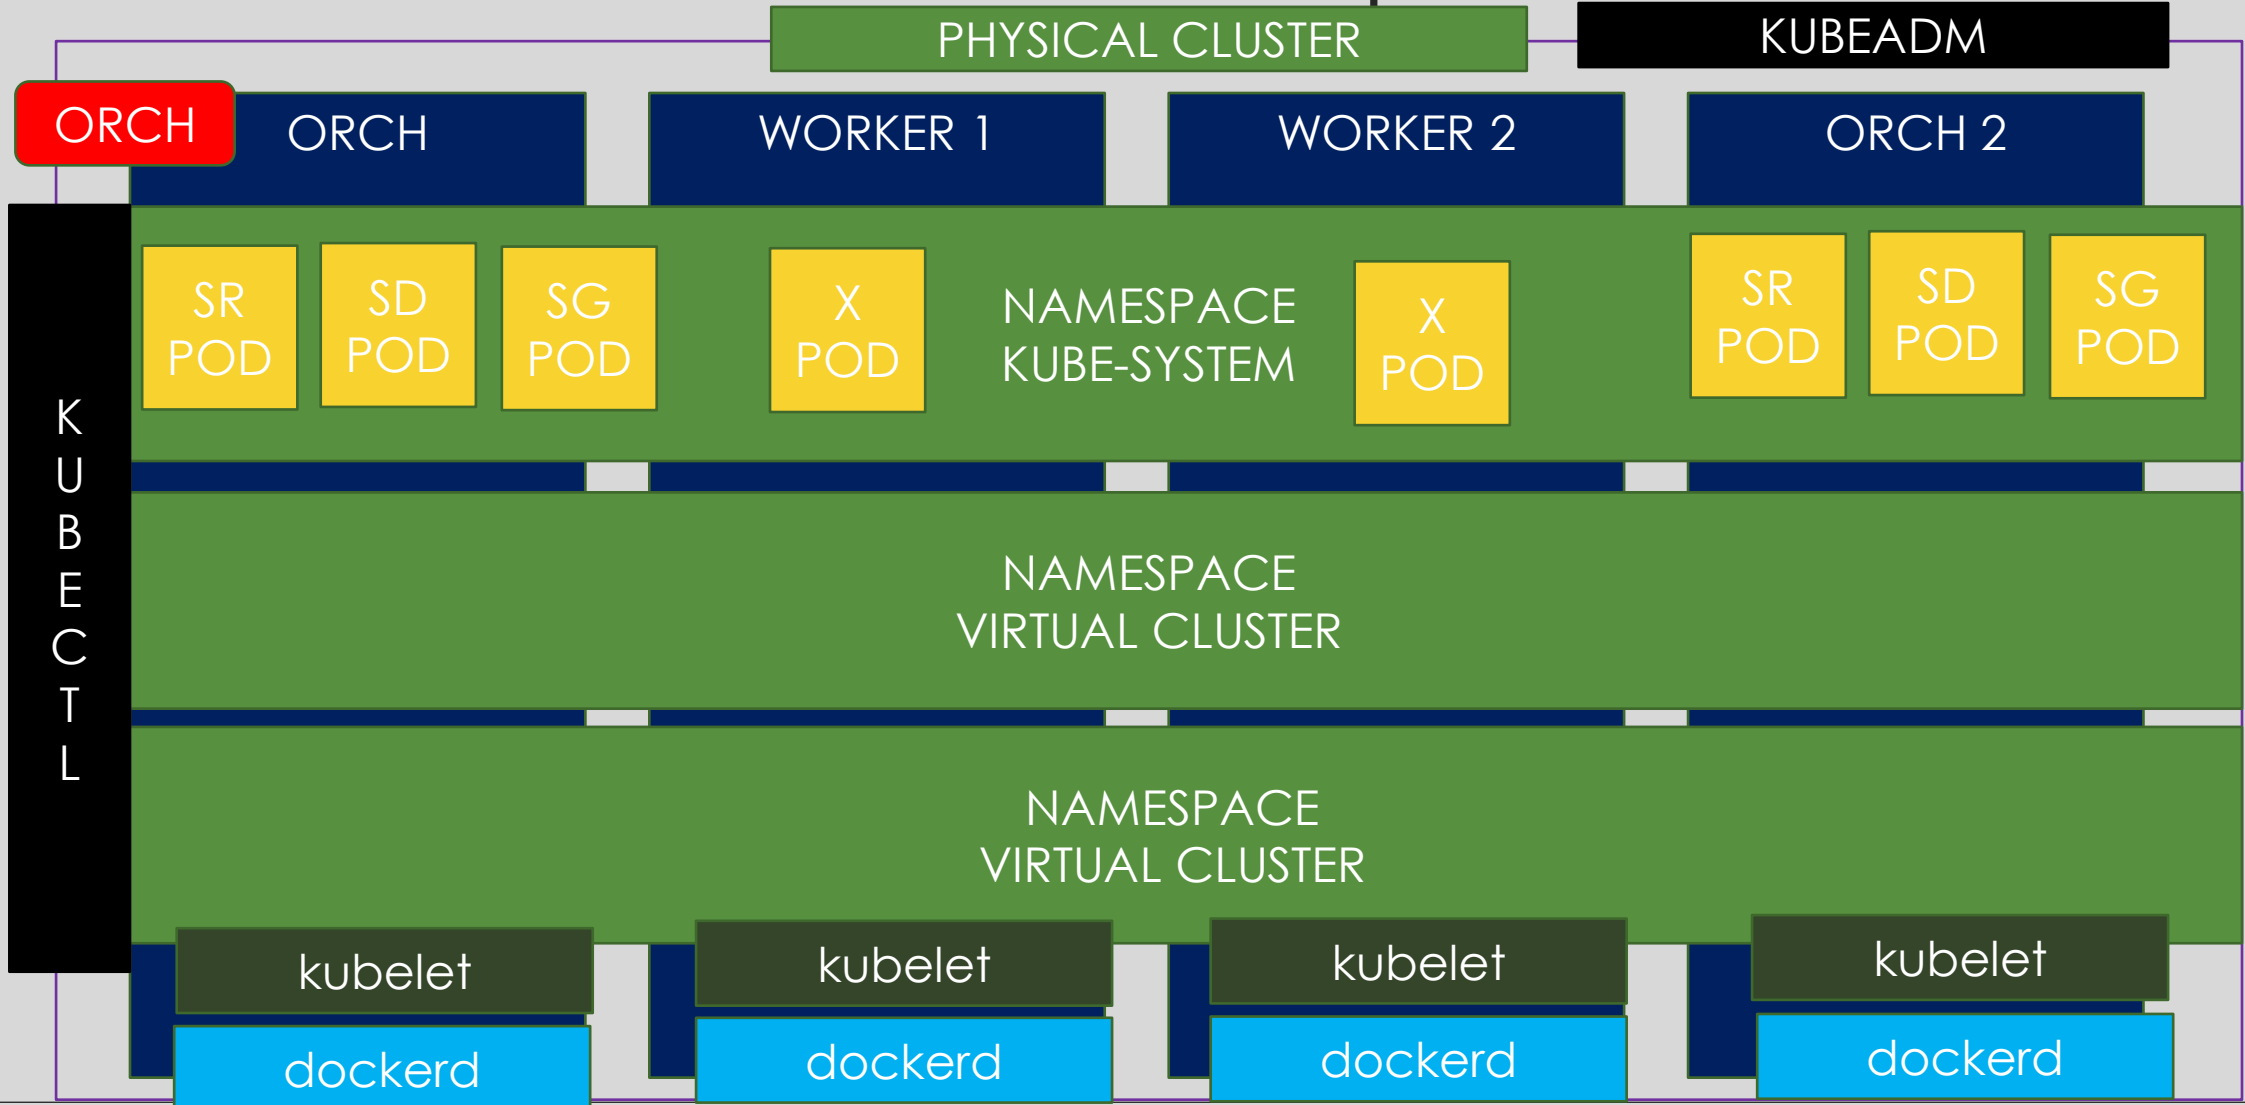 PHYSICAL CLUSTER
KUBEADM
ORCH
ORCH
WORKER 1
WORKER 2
ORCH 2
K
U
B
E
C
T
L
SR
POD
SD
POD
SG
POD
X
POD
NAMESPACE
KUBE-SYSTEM
X
POD
SR
POD
SD
POD
SG
POD
NAMESPACE
VIRTUAL CLUSTER
NAMESPACE
VIRTUAL CLUSTER
kubelet
kubelet
kubelet
kubelet
dockerd
dockerd
dockerd
dockerd